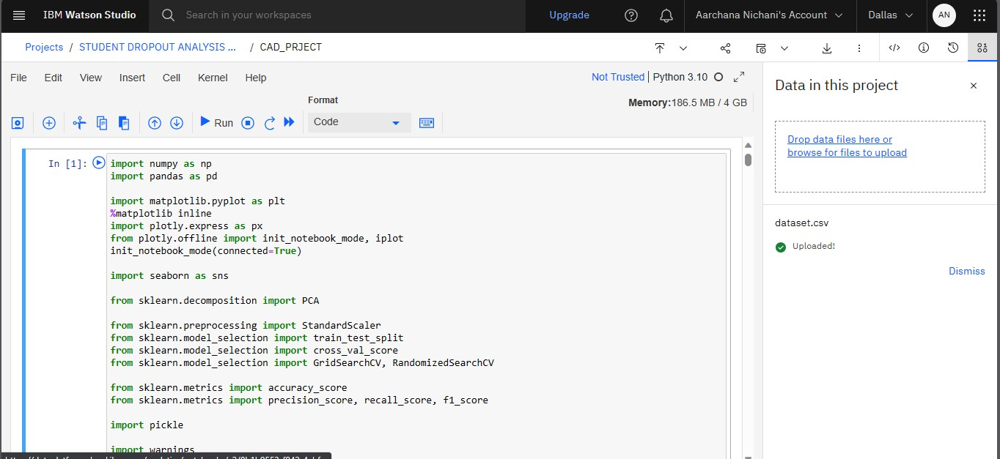 IBM Watson Studio
Search in your workspaces
Upgrade
Aarchana Nichani's Account
Dallas
AN
Projects / STUDENT DROPOUT ANALYSIS ... / CAD_PRJECT
File Edit View Insert Cell Kernel Help
Not Trusted | Python 3.10
Format
Memory:186.5 MB / 4 GB
Run
Code
In [1]:
import numpy as np
import pandas as pd
import matplotlib.pyplot as plt
%matplotlib inline
import plotly.express as px
from plotly.offline import init_notebook_mode, iplot
init_notebook_mode(connected=True)
import seaborn as sns
from sklearn.decomposition import PCA
from sklearn.preprocessing import StandardScaler
from sklearn.model_selection import train_test_split
from sklearn.model_selection import cross_val_score
from sklearn.model_selection import GridSearchCV, RandomizedSearchCV
from sklearn.metrics import accuracy_score
from sklearn.metrics import precision_score, recall_score, f1_score
import pickle
import warnings
Data in this project
Drop data files here or
browse for files to upload
dataset.csv
Uploaded!
Dismiss